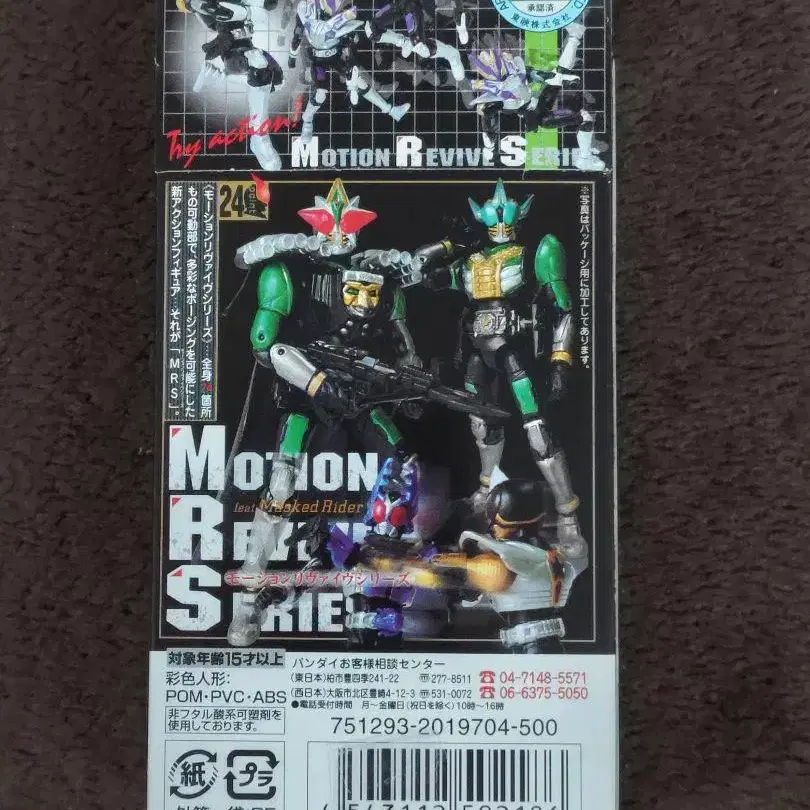 承認済
東映株式会社
Try action!
MOTION REVIVE SERIES
24
〈モーションリヴァイヴシリーズ〉…全身24箇所
もの可動部で、多彩なポージングを可能にした
新アクションフィギュア…それが「MRS」。
※写真はパッケージ用に加工してあります。
MOTION
feat Masked Rider
REVIVE
モーションリヴァイヴシリーズ
SERIES
対象年齢15才以上
彩色人形:
POM・PVC・ABS
非フタル酸系可塑剤を
使用しております。
バンダイお客様相談センター
(東日本)柏市豊四季241-22 〒277-8511 ☎04-7148-5571
(西日本)大阪市北区豊崎4-12-3 〒531-0072 ☎06-6375-5050
●電話受付時間 月〜金曜日(祝日を除く)10時〜16時
751293-2019704-500
紙
プラ